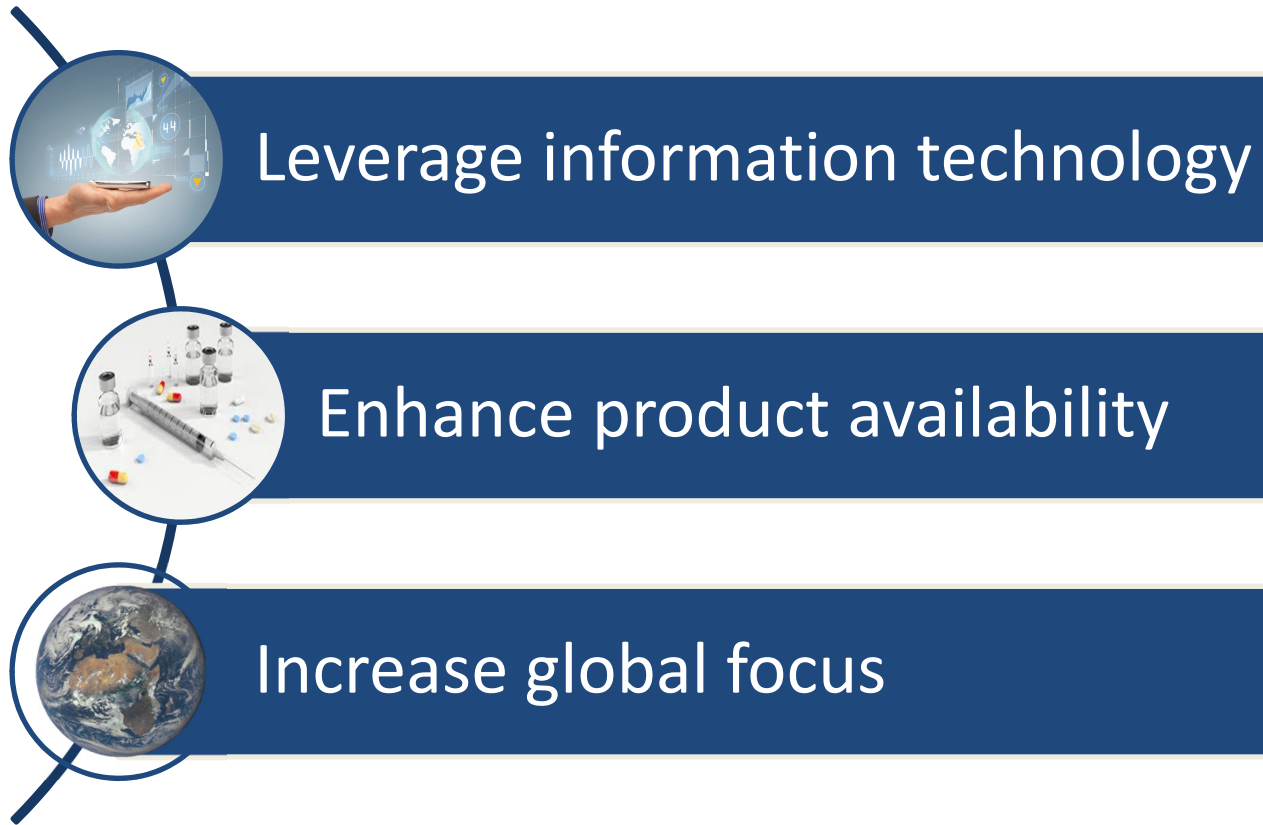 Leverage information technology
Enhance product availability
Increase global focus